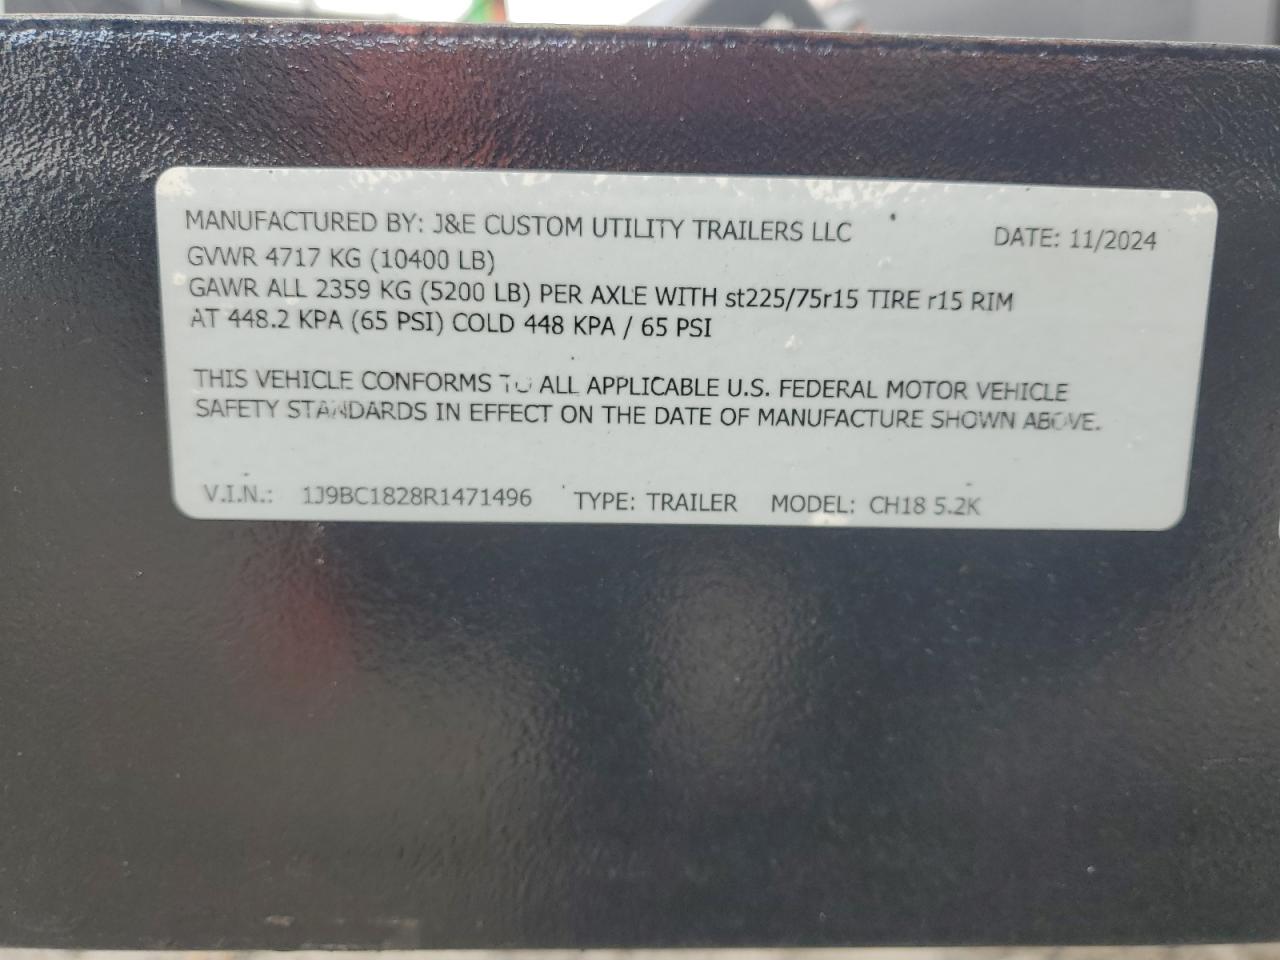 MANUFACTURED BY: J&E CUSTOM UTILITY TRAILERS LLC DATE: 11/2024
GVWR 4717 KG (10400 LB)
GAWR ALL 2359 KG (5200 LB) PER AXLE WITH st225/75r15 TIRE r15 RIM
AT 448.2 KPA (65 PSI) COLD 448 KPA / 65 PSI
THIS VEHICLE CONFORMS TO ALL APPLICABLE U.S. FEDERAL MOTOR VEHICLE
SAFETY STANDARDS IN EFFECT ON THE DATE OF MANUFACTURE SHOWN ABOVE.
V.I.N.: 1J9BC1828R1471496 TYPE: TRAILER MODEL: CH18 5.2K